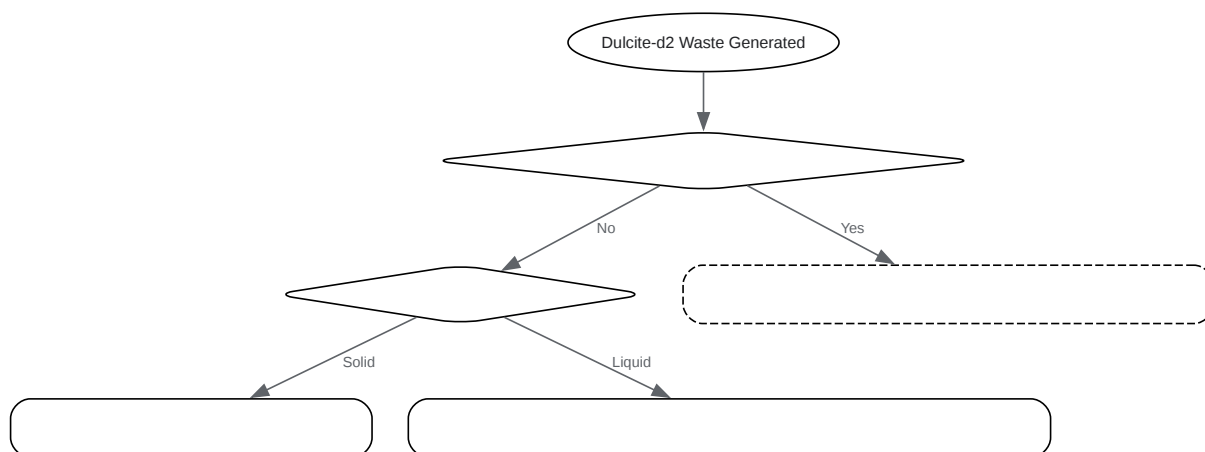 Dulcite-d2 Waste Generated
No
Yes
Solid
Liquid